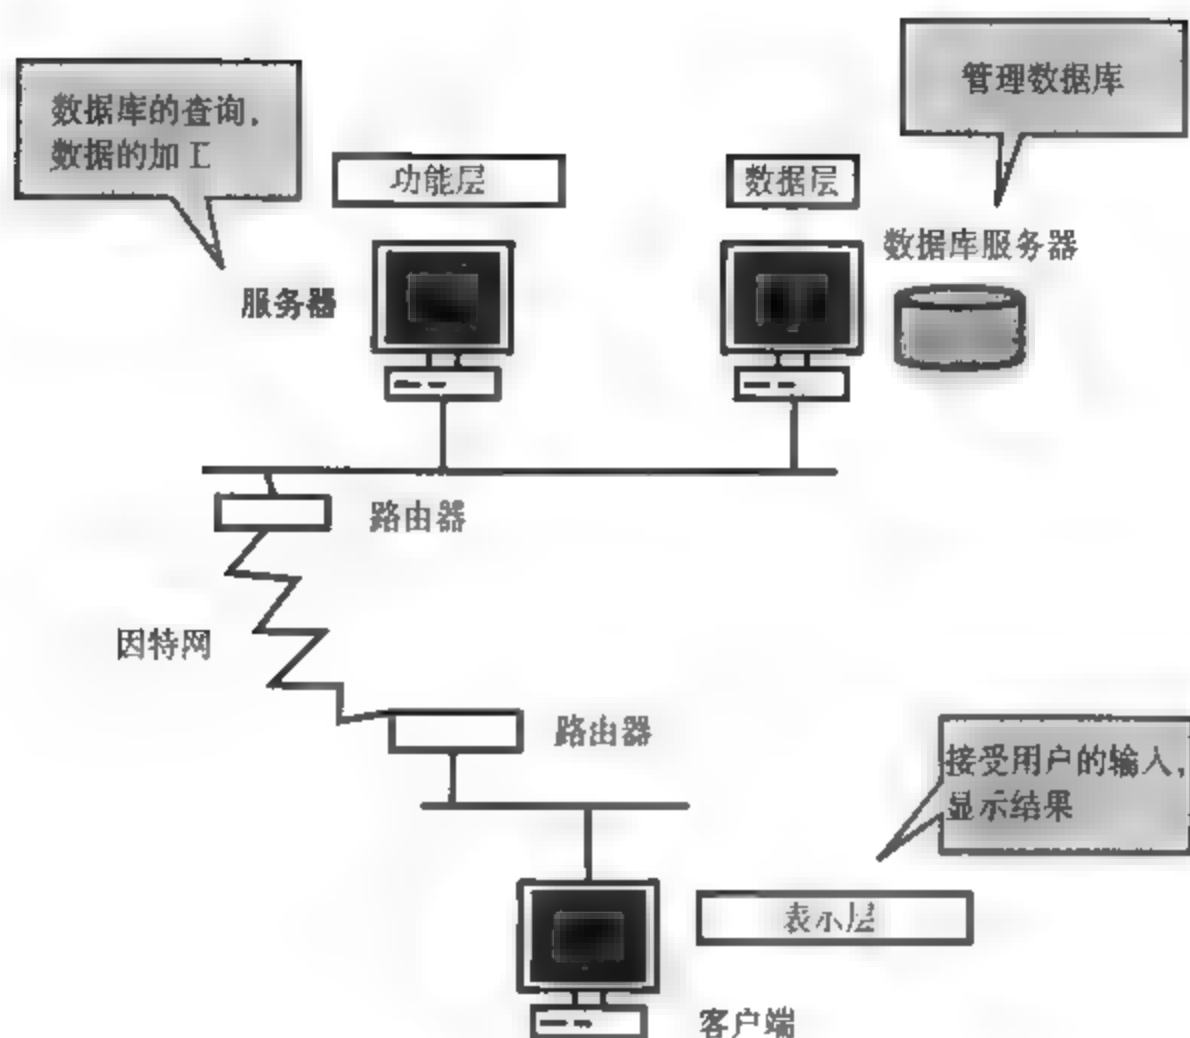 管理数据库
数据库的查询,
数据的加工
功能层
数据层
数据库服务器
服务器
路由器
因特网
路由器
接受用户的输入,
显示结果
表示层
客户端